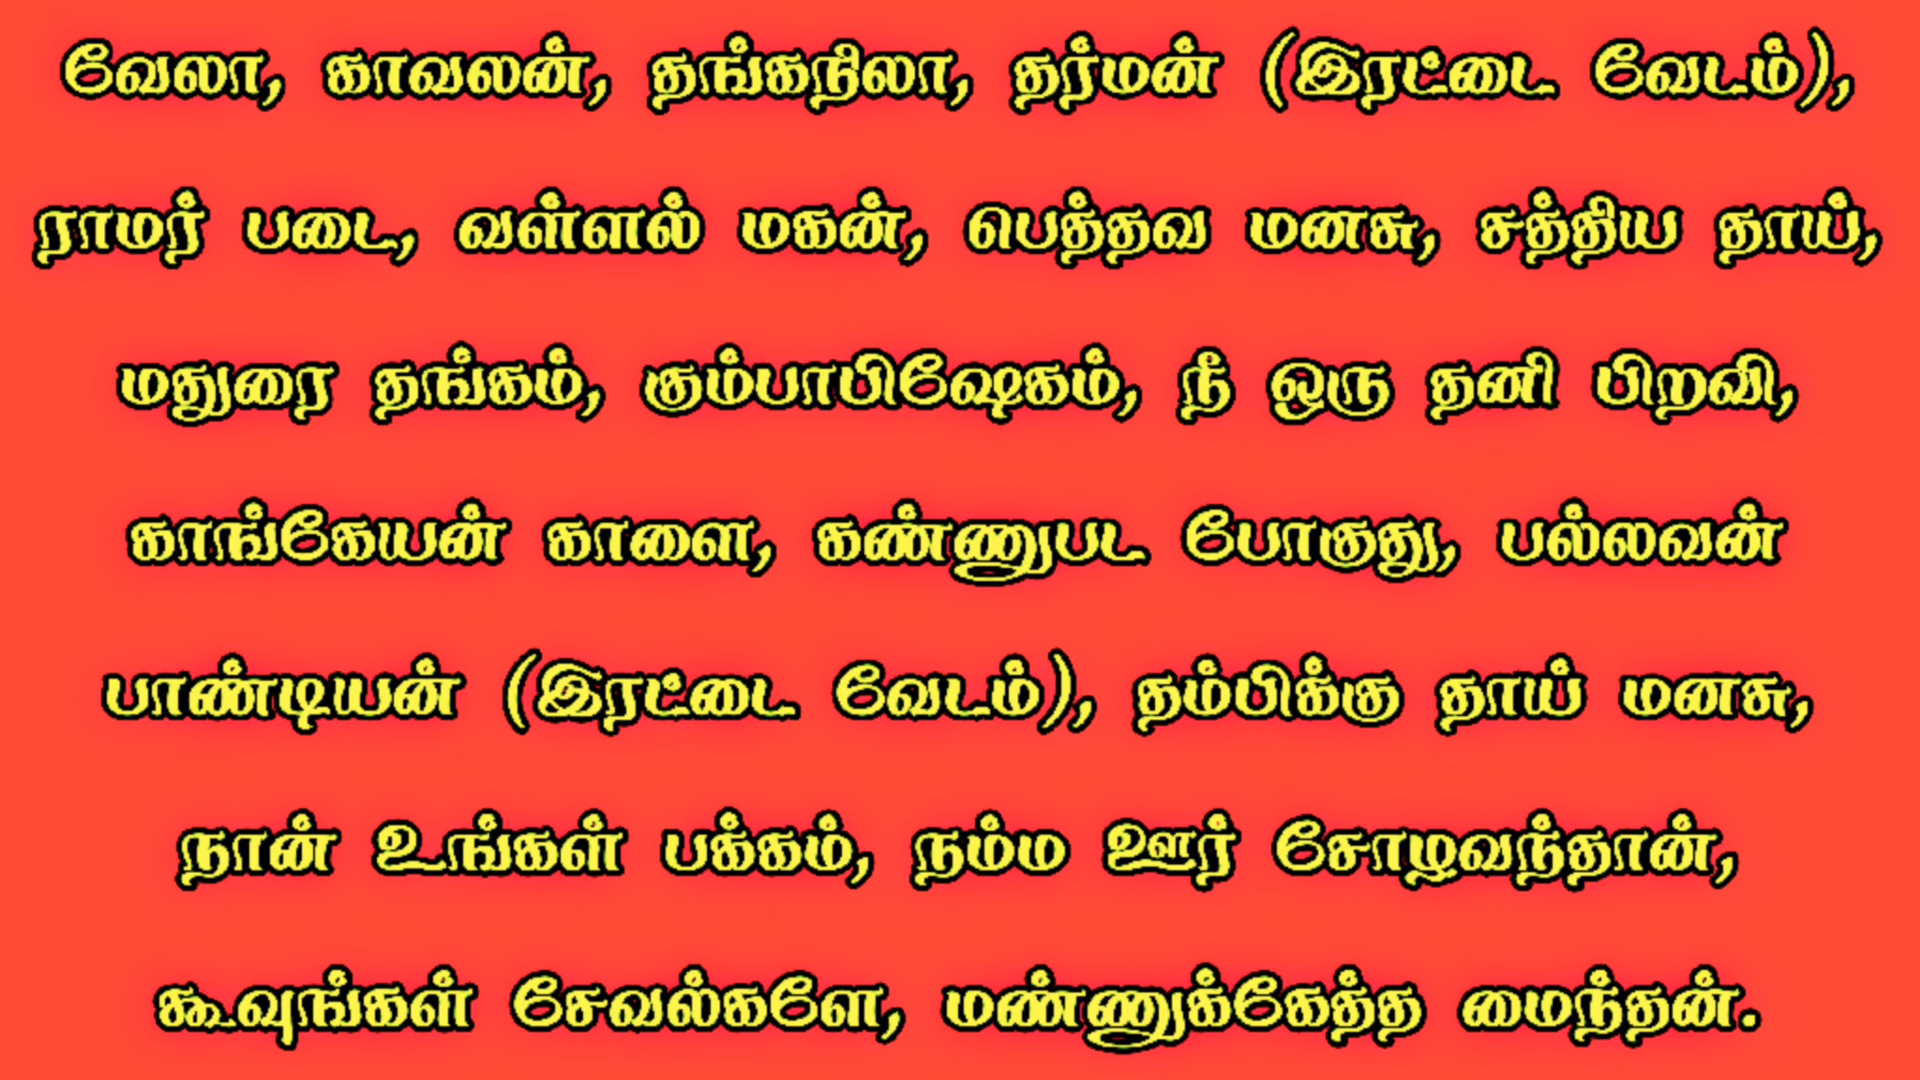 வேலா, காவலன், தங்கநிலா, தர்மன் (இரட்டை வேடம்),
ராமர் படை, வள்ளல் மகன், பெத்தவ மனசு, சத்திய தாய்,
மதுரை தங்கம், கும்பாபிஷேகம், நீ ஒரு தனி பிறவி,
காங்கேயன் காளை, கண்ணுபட போகுது, பல்லவன்
பாண்டியன் (இரட்டை வேடம்), தம்பிக்கு தாய் மனசு,
நான் உங்கள் பக்கம், நம்ம ஊர் சோழவந்தான்,
கூவுங்கள் சேவல்களே, மண்ணுக்கேத்த மைந்தன்.